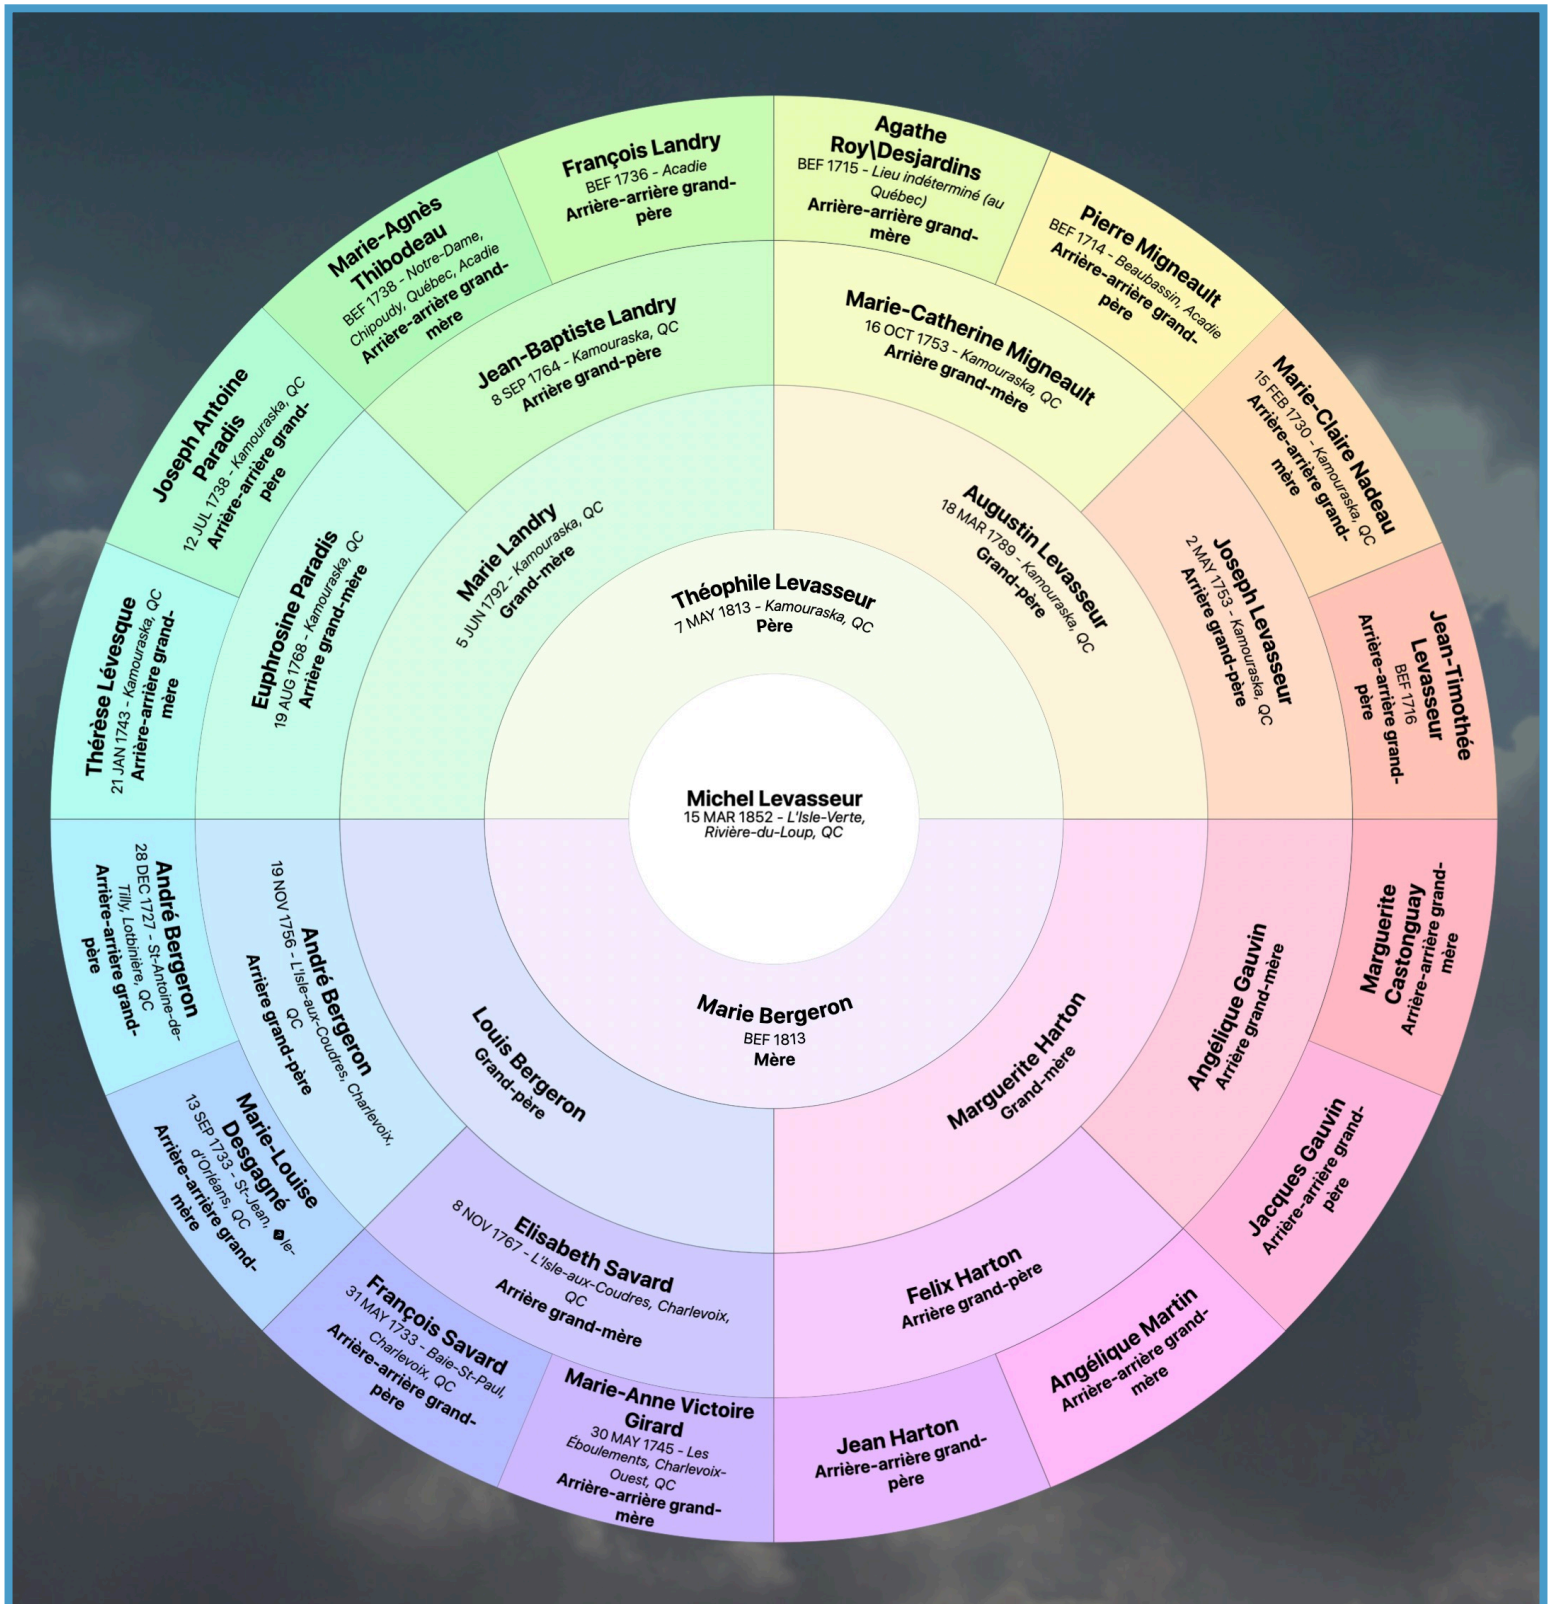 Michel Levasseur
15 MAR 1852 - L'Isle-Verte,
Rivière-du-Loup, QC
Théophile Levasseur
7 MAY 1813 - Kamouraska, QC
Père
Marie Bergeron
BEF 1813
Mère
Marie Landry
5 JUN 1792 - Kamouraska, QC
Grand-mère
Augustin Levasseur
18 MAR 1789 - Kamouraska, QC
Grand-père
Marguerite Harton
Grand-mère
Louis Bergeron
Grand-père
Euphrosine Paradis
19 AUG 1768 - Kamouraska, QC
Arrière grand-mère
Jean-Baptiste Landry
8 SEP 1764 - Kamouraska, QC
Arrière grand-père
Marie-Catherine Migneault
16 OCT 1753 - Kamouraska, QC
Arrière grand-mère
Joseph Levasseur
2 MAY 1753 - Kamouraska, QC
Arrière grand-père
Angélique Gauvin
Arrière grand-mère
Felix Harton
Arrière grand-père
Elisabeth Savard
8 NOV 1767 - L'Isle-aux-Coudres, Charlevoix,
QC
Arrière grand-mère
André Bergeron
19 NOV 1756 - L'Isle-aux-Coudres, Charlevoix,
QC
Arrière grand-père
Thérèse Lévesque
21 JAN 1743 - Kamouraska, QC
Arrière-arrière grand-
mère
Joseph Antoine
Paradis
12 JUL 1738 - Kamouraska, QC
Arrière-arrière grand-
père
Marie-Agnès
Thibodeau
BEF 1738 - Notre-Dame,
Chipoudy, Québec, Acadie
Arrière-arrière grand-
mère
François Landry
BEF 1736 - Acadie
Arrière-arrière grand-
père
Agathe
Roy\Desjardins
BEF 1715 - Lieu indéterminé (au
Québec)
Arrière-arrière grand-
mère
Pierre Migneault
BEF 1714 - Beaubassin, Acadie
Arrière-arrière grand-
père
Marie-Claire Nadeau
15 FEB 1730 - Kamouraska, QC
Arrière-arrière grand-
mère
Jean-Timothée
Levasseur
BEF 1716
Arrière-arrière grand-
père
Marguerite
Castonguay
Arrière-arrière grand-
mère
Jacques Gauvin
Arrière-arrière grand-
père
Angélique Martin
Arrière-arrière grand-
mère
Jean Harton
Arrière-arrière grand-
père
Marie-Anne Victoire
Girard
30 MAY 1745 - Les
Éboulements, Charlevoix-
Ouest, QC
Arrière-arrière grand-
mère
François Savard
31 MAY 1733 - Baie-St-Paul,
Charlevoix, QC
Arrière-arrière grand-
père
Marie-Louise
Desgagné
13 SEP 1733 - St-Jean, �le-
d'Orléans, QC
Arrière-arrière grand-
mère
André Bergeron
28 DEC 1727 - St-Antoine-de-
Tilly, Lotbinière, QC
Arrière-arrière grand-
père